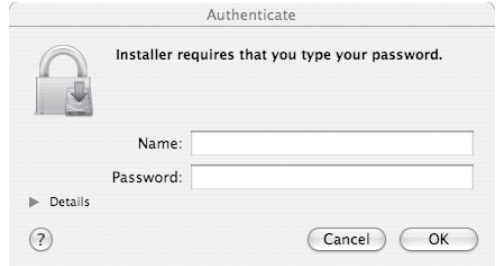 Authenticate
Installer requires that you type your password.
Name:
Password:
Details
?
Cancel
OK